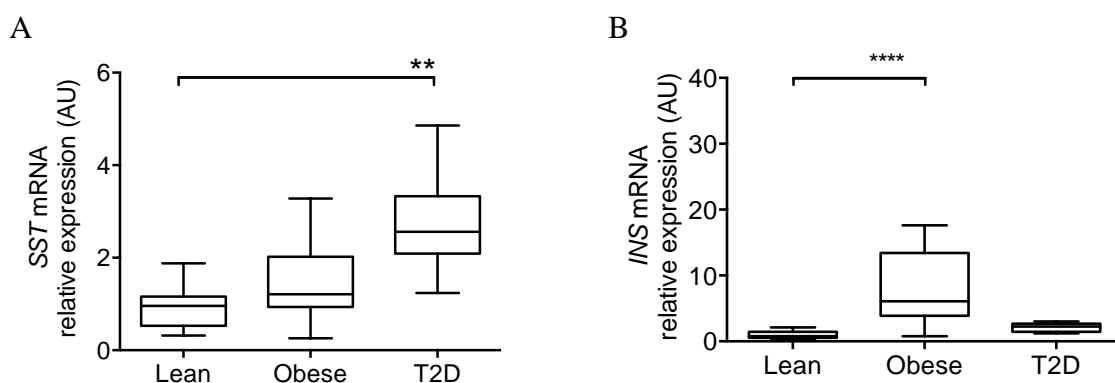 A
SST mRNA
relative expression (AU)
6
4
2
0
**
Lean Obese T2D
B
INS mRNA
relative expression (AU)
40
30
20
10
0
****
Lean Obese T2D